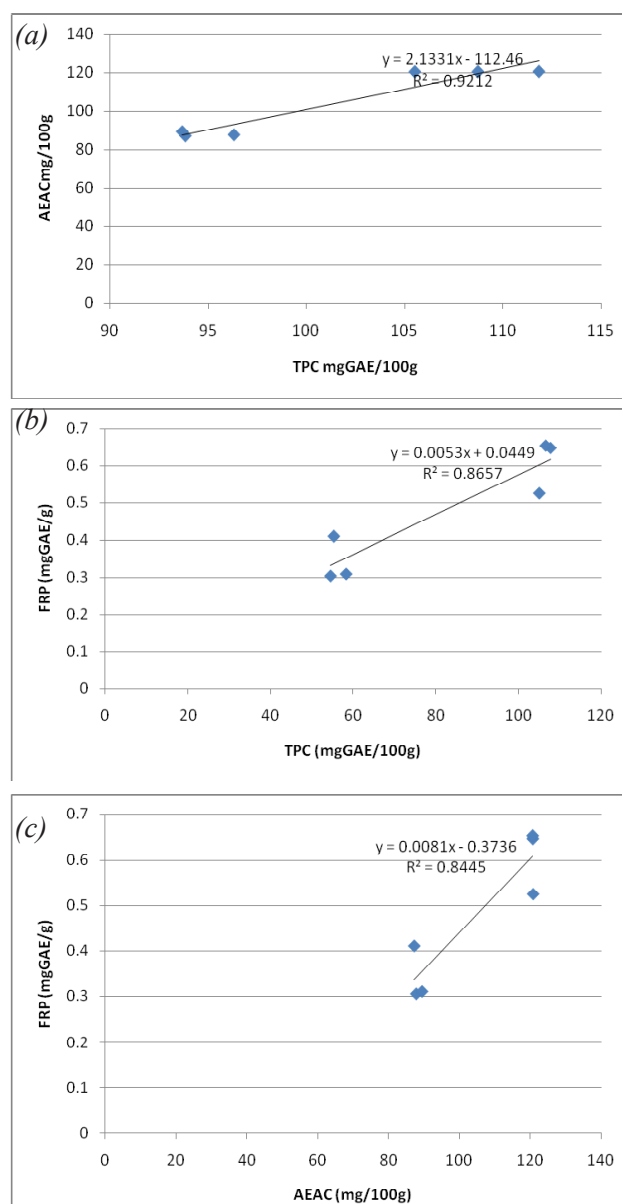 (a)
140
120
100
80
60
40
20
0
y = 2.1331x - 112.46
R² = 0.9212
AEACmg/100g
90 95 100 105 110 115
TPC mgGAE/100g
(b)
0.7
0.6
0.5
0.4
0.3
0.2
0.1
0
y = 0.0053x + 0.0449
R² = 0.8657
FRP (mgGAE/g)
0 20 40 60 80 100 120
TPC (mgGAE/100g)
(c)
0.7
0.6
0.5
0.4
0.3
0.2
0.1
0
y = 0.0081x - 0.3736
R² = 0.8445
FRP (mgGAE/g)
0 20 40 60 80 100 120 140
AEAC (mg/100g)